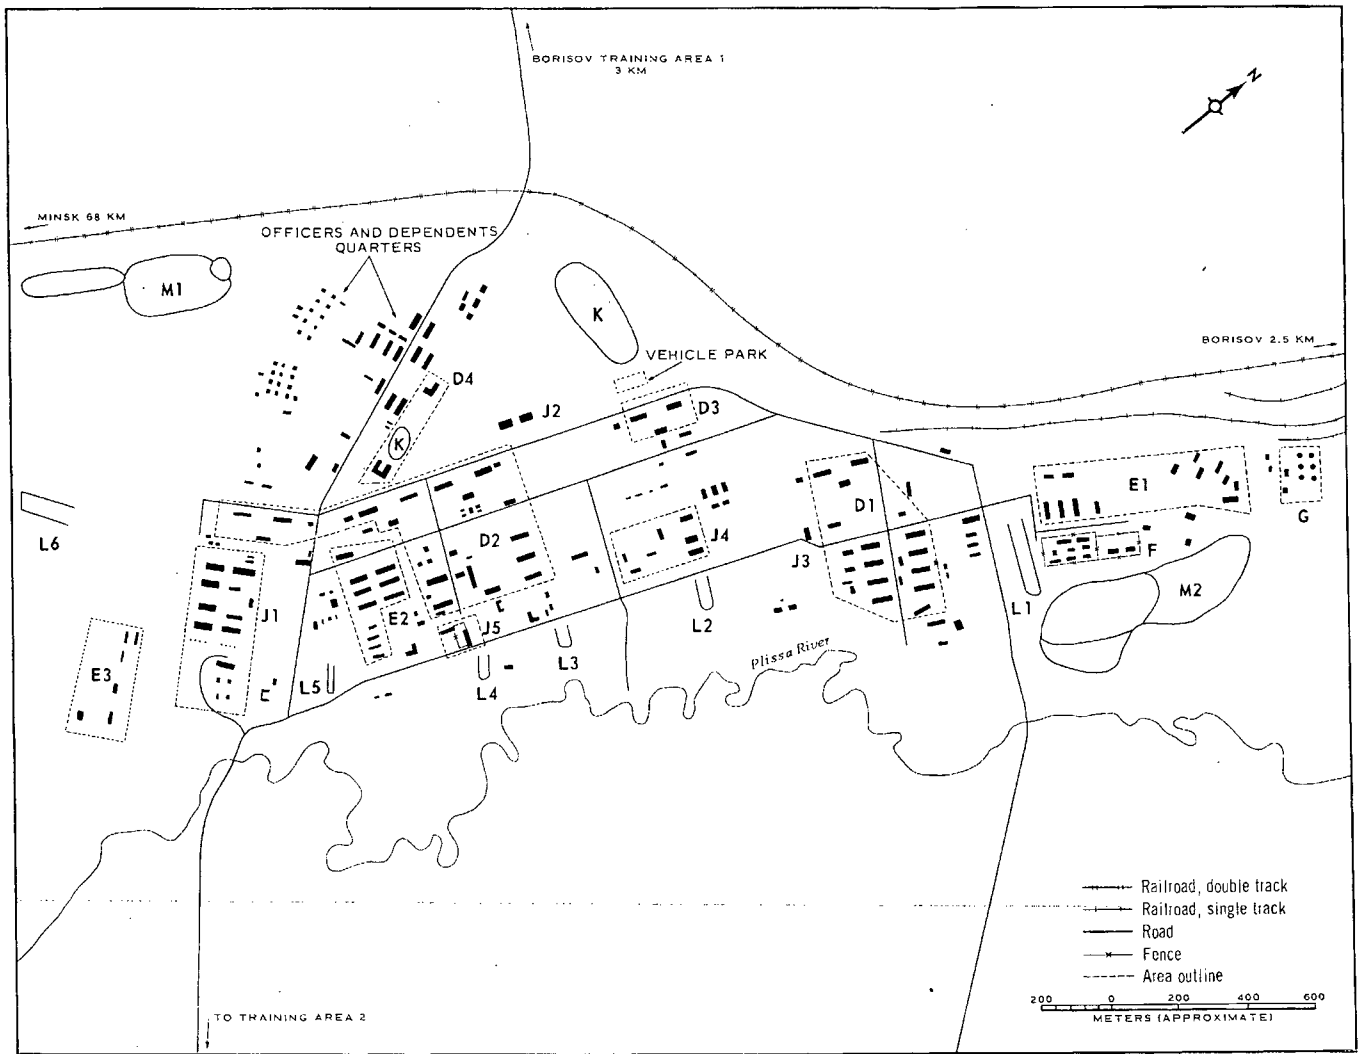 BORISOV TRAINING AREA 1
3 KM
N
MINSK 68 KM
OFFICERS AND DEPENDENTS
QUARTERS
M1
K
BORISOV 2.5 KM
VEHICLE PARK
D4
J2
D3
K
E1
D1
G
L6
D2
J4
J3
F
M2
J1
E2
J5
L1
L2
Plissa River
L3
E3
L5
L4
Railroad, double track
Railroad, single track
Road
Fence
Area outline
200 0 200 400 600
METERS (APPROXIMATE)
TO TRAINING AREA 2